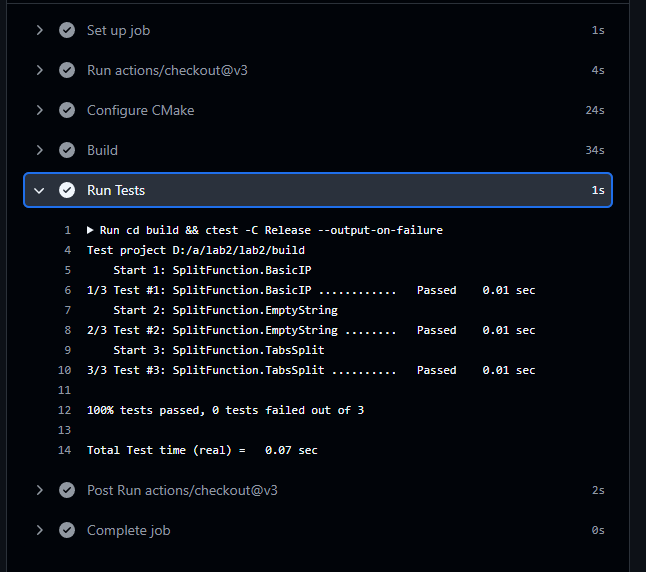 Set up job 1s
Run actions/checkout@v3 4s
Configure CMake 24s
Build 34s
Run Tests 1s
1 Run cd build && ctest -C Release --output-on-failure
4 Test project D:/a/lab2/lab2/build
5 Start 1: SplitFunction.BasicIP
6 1/3 Test #1: SplitFunction.BasicIP ............ Passed 0.01 sec
7 Start 2: SplitFunction.EmptyString
8 2/3 Test #2: SplitFunction.EmptyString ........ Passed 0.01 sec
9 Start 3: SplitFunction.TabsSplit
10 3/3 Test #3: SplitFunction.TabsSplit .......... Passed 0.01 sec
11
12 100% tests passed, 0 tests failed out of 3
13
14 Total Test time (real) = 0.07 sec
Post Run actions/checkout@v3 2s
Complete job 0s